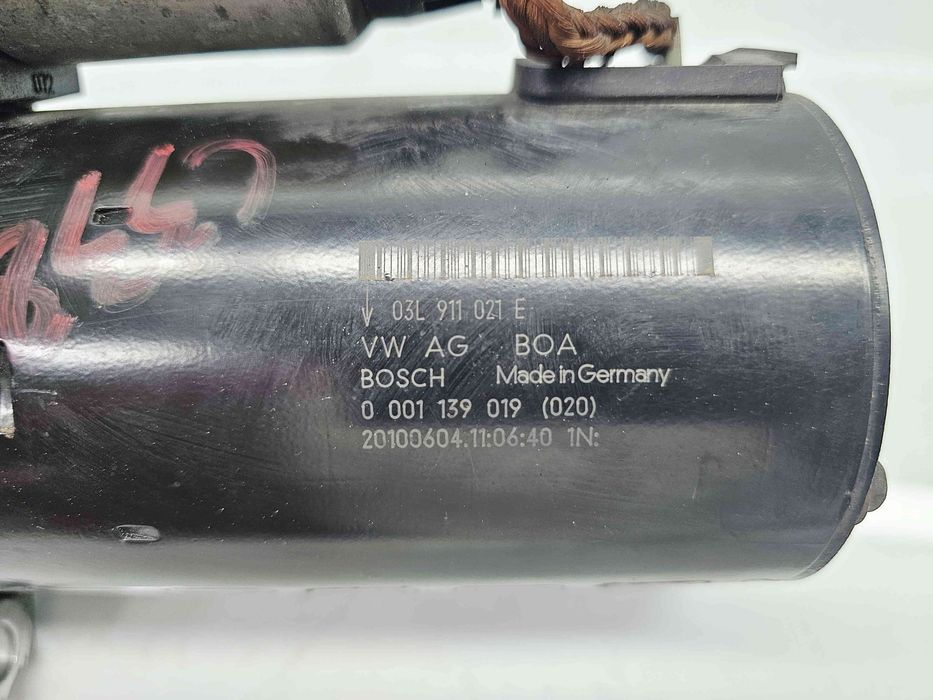 03L 911 021 E
VW AG BOA
BOSCH Made in Germany
0 001 139 019 (020)
20100604.11:06:40 1N: